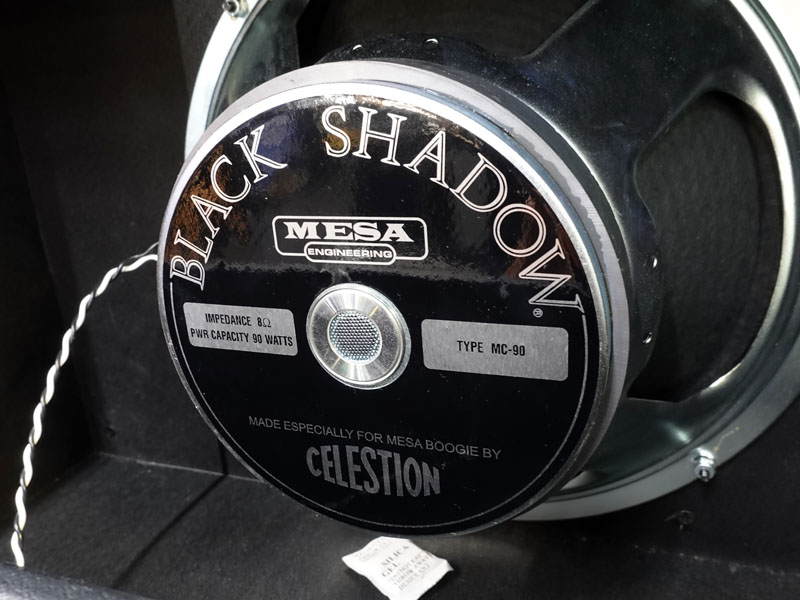 BLACK SHADOW®
MESA
ENGINEERING
IMPEDANCE 8Ω
PWR CAPACITY 90 WATTS
TYPE MC-90
MADE ESPECIALLY FOR MESA BOOGIE BY
CELESTION
SILICA
GEL